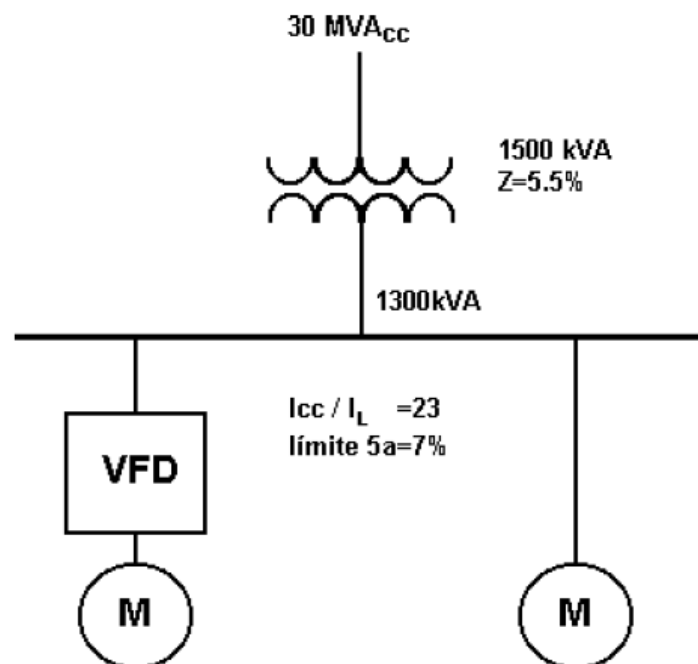 30 MVAcc
1500 kVA
Z=5.5%
1300kVA
Icc / IL =23
límite 5a=7%
VFD
M
M